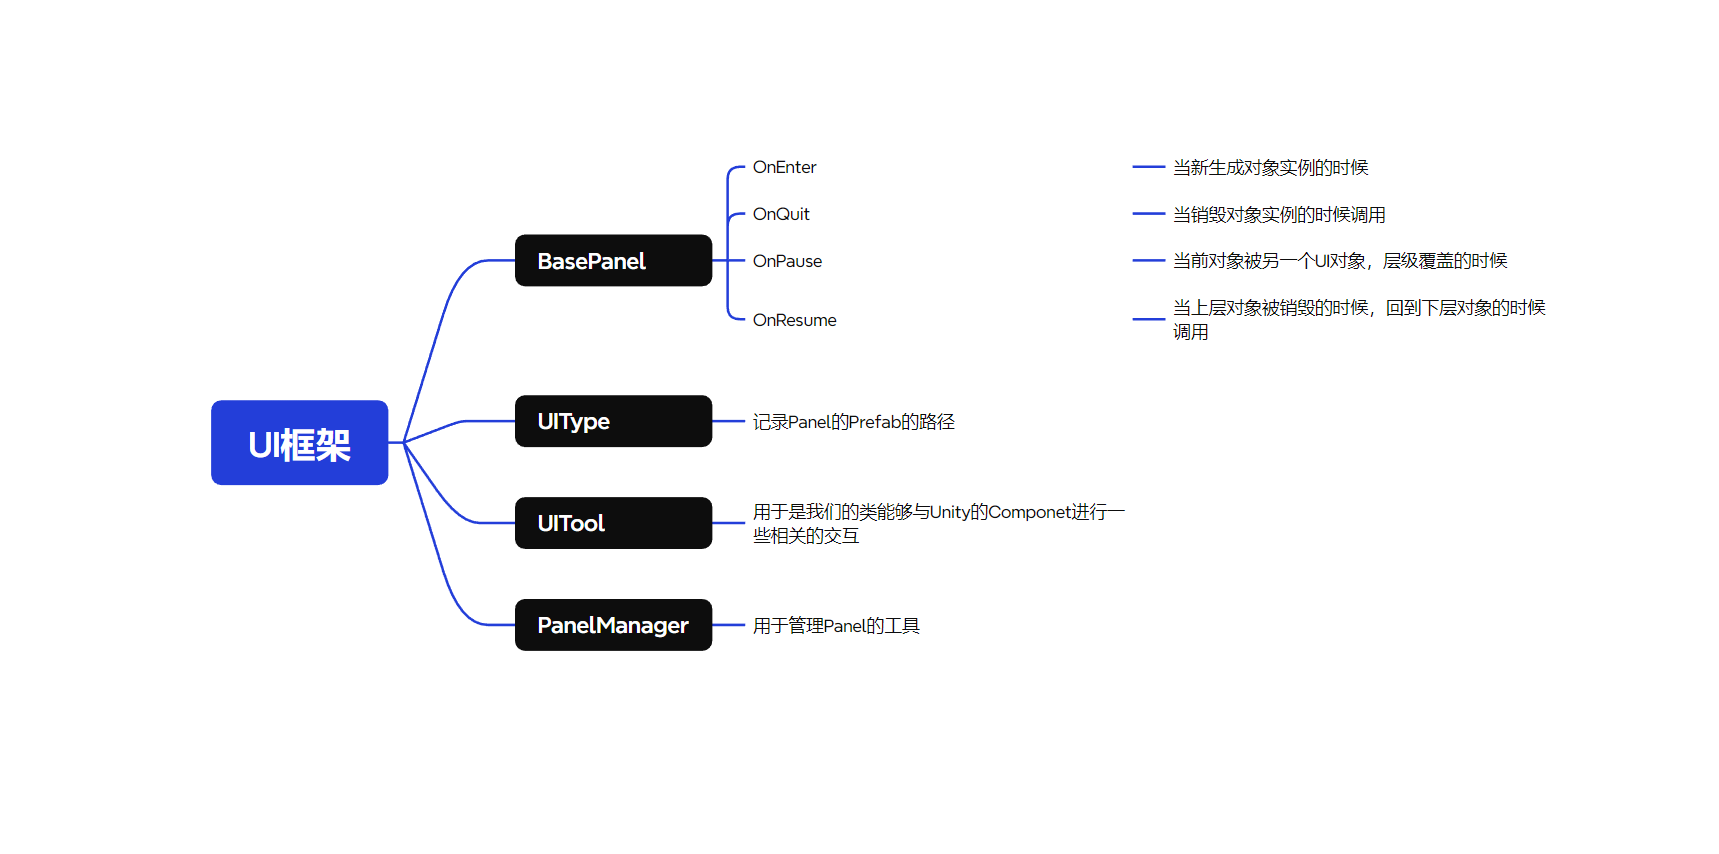 UI框架
BasePanel
OnEnter
当新生成对象实例的时候
OnQuit
当销毁对象实例的时候调用
OnPause
当前对象被另一个UI对象，层级覆盖的时候
OnResume
当上层对象被销毁的时候，回到下层对象的时候
调用
UIType
记录Panel的Prefab的路径
UITool
用于是我们的类能够与Unity的Componet进行一
些相关的交互
PanelManager
用于管理Panel的工具